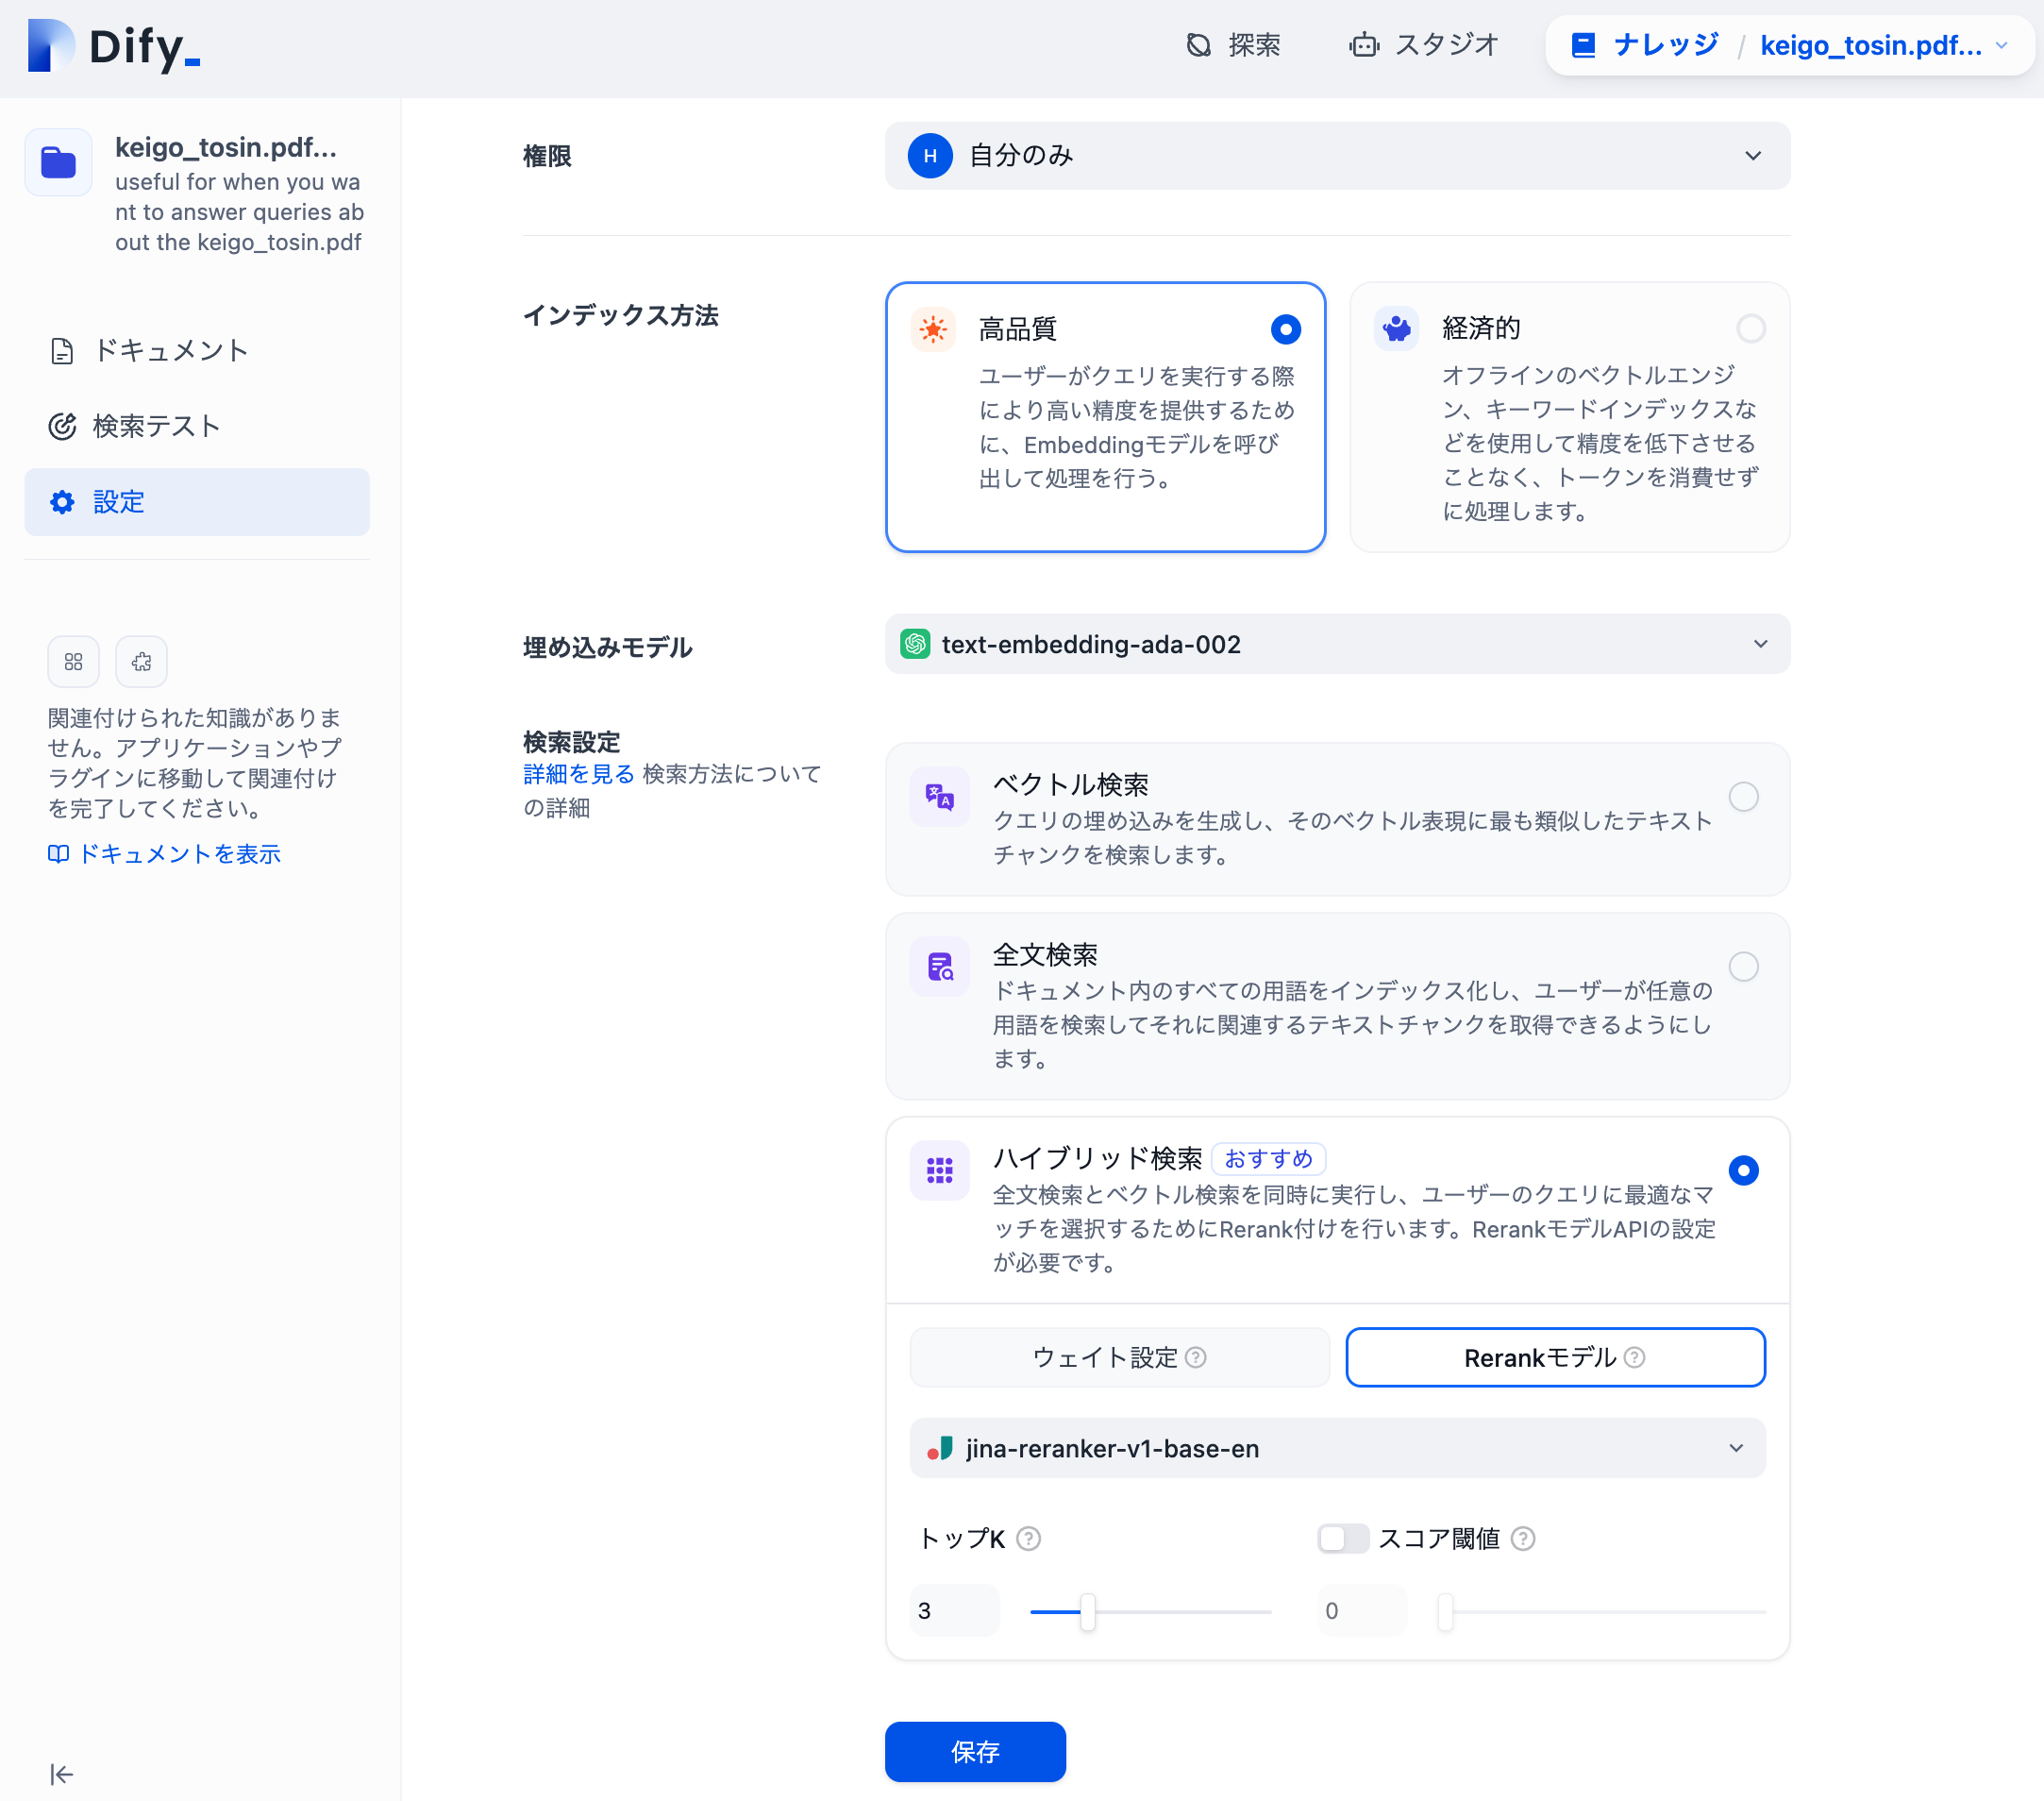 Dify_
探索
スタジオ
ナレッジ / keigo_tosin.pdf...
keigo_tosin.pdf...
useful for when you wa
nt to answer queries ab
out the keigo_tosin.pdf
ドキュメント
検索テスト
設定
関連付けられた知識がありま
せん。アプリケーションやプ
ラグインに移動して関連付け
を完了してください。
ドキュメントを表示
権限
H 自分のみ
インデックス方法
高品質
ユーザーがクエリを実行する際
により高い精度を提供するため
に、Embeddingモデルを呼び
出して処理を行う。
経済的
オフラインのベクトルエンジ
ン、キーワードインデックスな
どを使用して精度を低下させる
ことなく、トークンを消費せず
に処理します。
埋め込みモデル
text-embedding-ada-002
検索設定
詳細を見る 検索方法について
の詳細
ベクトル検索
クエリの埋め込みを生成し、そのベクトル表現に最も類似したテキスト
チャンクを検索します。
全文検索
ドキュメント内のすべての用語をインデックス化し、ユーザーが任意の
用語を検索してそれに関連するテキストチャンクを取得できるようにし
ます。
ハイブリッド検索 おすすめ
全文検索とベクトル検索を同時に実行し、ユーザーのクエリに最適なマ
ッチを選択するためにRerank付けを行います。RerankモデルAPIの設定
が必要です。
ウェイト設定 ?
Rerankモデル ?
jina-reranker-v1-base-en
トップK ?
スコア閾値 ?
3
0
保存